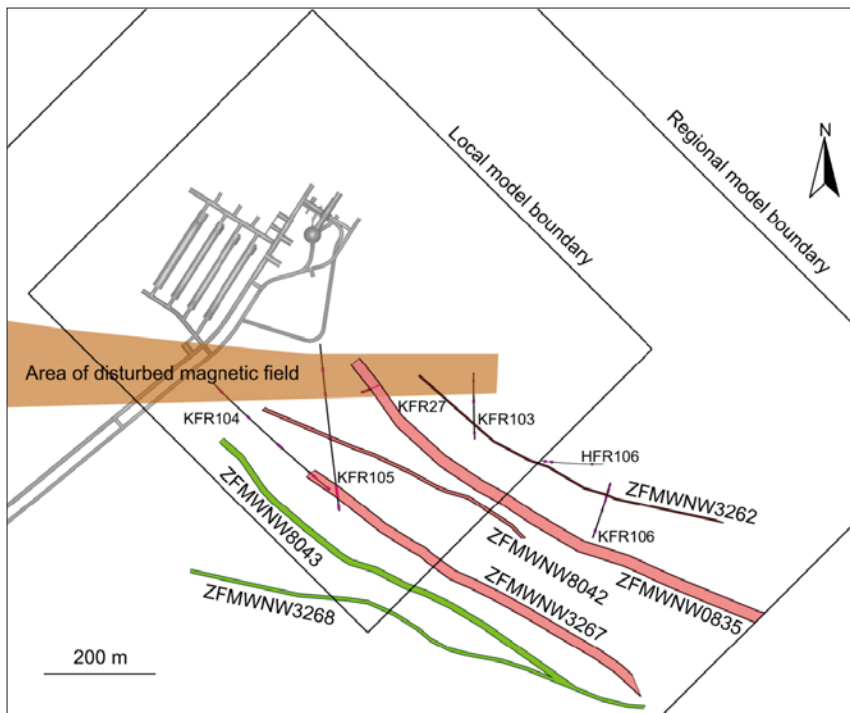 N
Local model boundary
Regional model boundary
Area of disturbed magnetic field
KFR104
KFR27
KFR103
HFR106
KFR105
ZFMWNW3262
KFR106
ZFMWNW8043
ZFMWNW8042
ZFMWNW0835
ZFMWNW3267
ZFMWNW3268
200 m